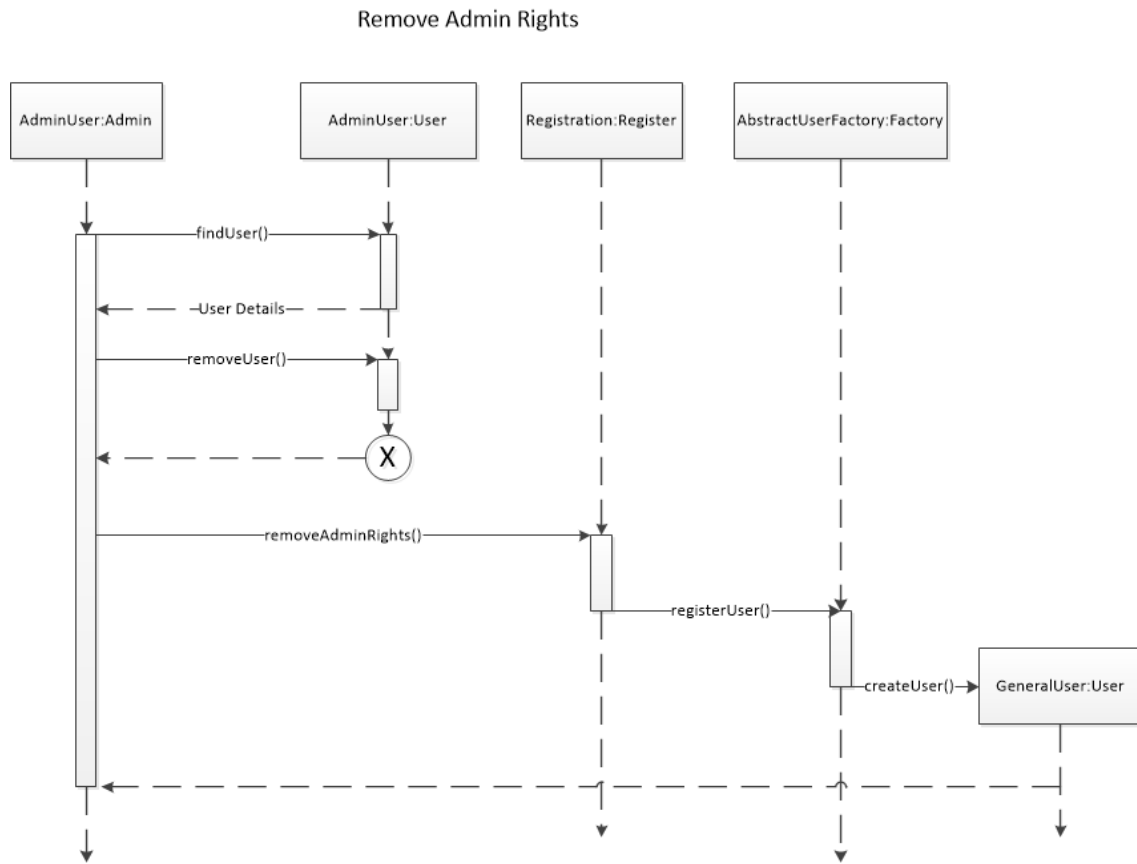 Remove Admin Rights
AdminUser:Admin
AdminUser:User
Registration:Register
AbstractUserFactory:Factory
findUser()
User Details
removeUser()
X
removeAdminRights()
registerUser()
createUser()
GeneralUser:User